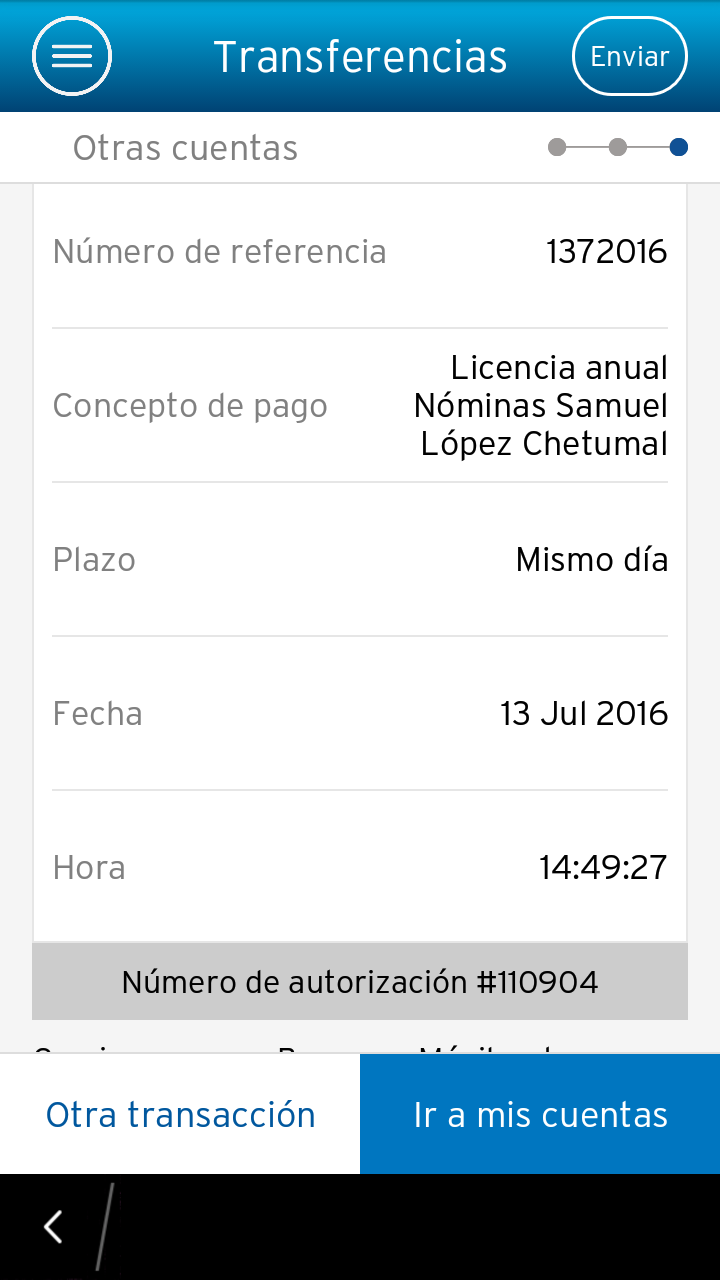 Transferencias
Enviar
Otras cuentas
Número de referencia
1372016
Concepto de pago
Licencia anual
Nóminas Samuel
López Chetumal
Plazo
Mismo día
Fecha
13 Jul 2016
Hora
14:49:27
Número de autorización #110904
Otra transacción
Ir a mis cuentas